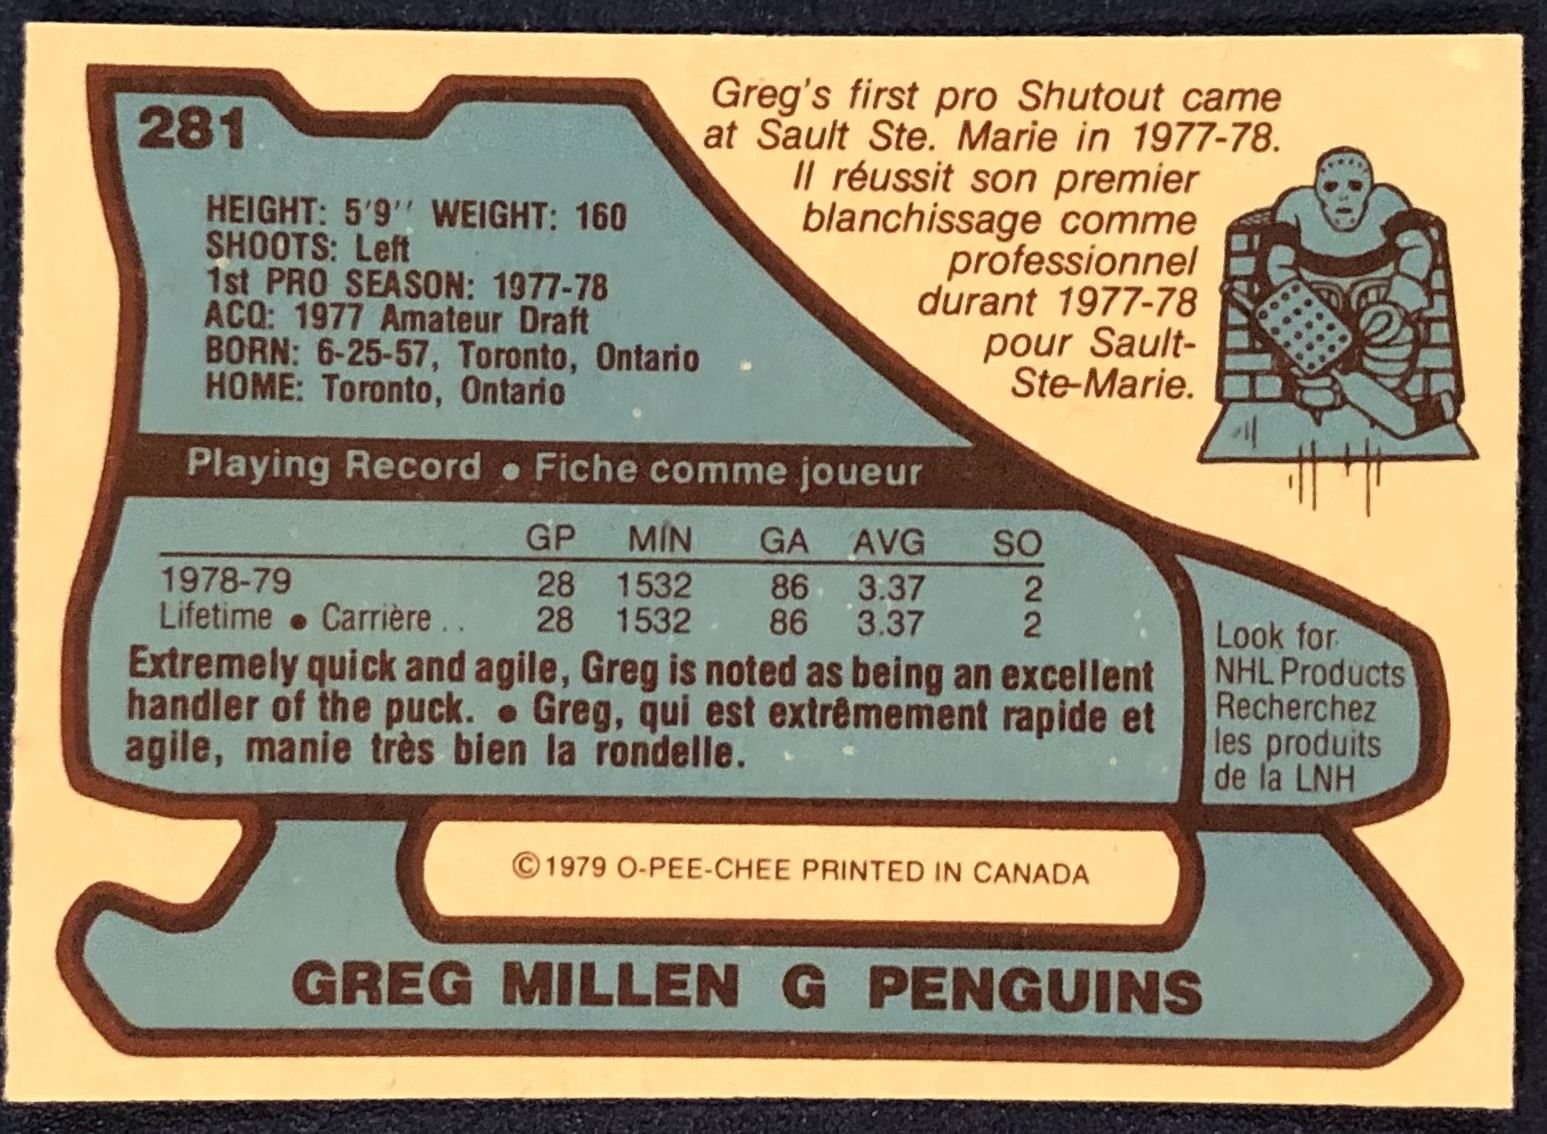 281
Greg's first pro Shutout came
at Sault Ste. Marie in 1977-78.
Il réussit son premier
blanchissage comme
professionnel
durant 1977-78
pour Sault-
Ste-Marie.
HEIGHT: 5'9'' WEIGHT: 160
SHOOTS: Left
1st PRO SEASON: 1977-78
ACQ: 1977 Amateur Draft
BORN: 6-25-57, Toronto, Ontario
HOME: Toronto, Ontario
Playing Record • Fiche comme joueur
GP MIN GA AVG SO
1978-79 28 1532 86 3.37 2
Lifetime • Carrière .. 28 1532 86 3.37 2
Extremely quick and agile, Greg is noted as being an excellent
handler of the puck. • Greg, qui est extrêmement rapide et
agile, manie très bien la rondelle.
Look for
NHL Products
Recherchez
les produits
de la LNH
©1979 O-PEE-CHEE PRINTED IN CANADA
GREG MILLEN G PENGUINS